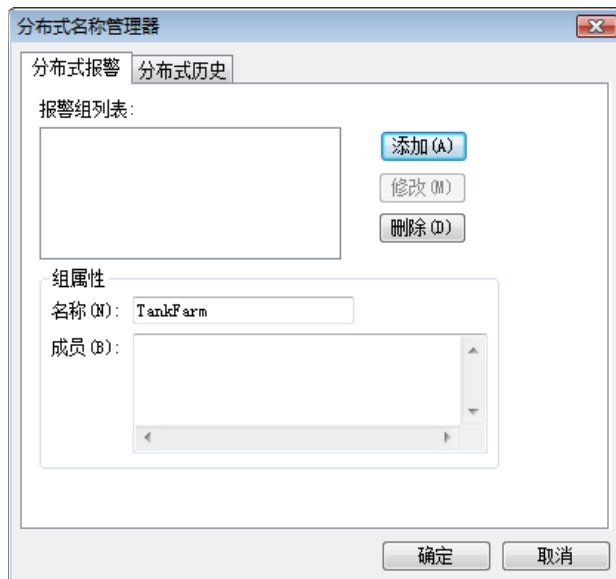 分布式名称管理器
分布式报警 分布式历史
报警组列表:
添加(A)
修改(M)
删除(D)
组属性
名称(N): TankFarm
成员(B):
确定 取消